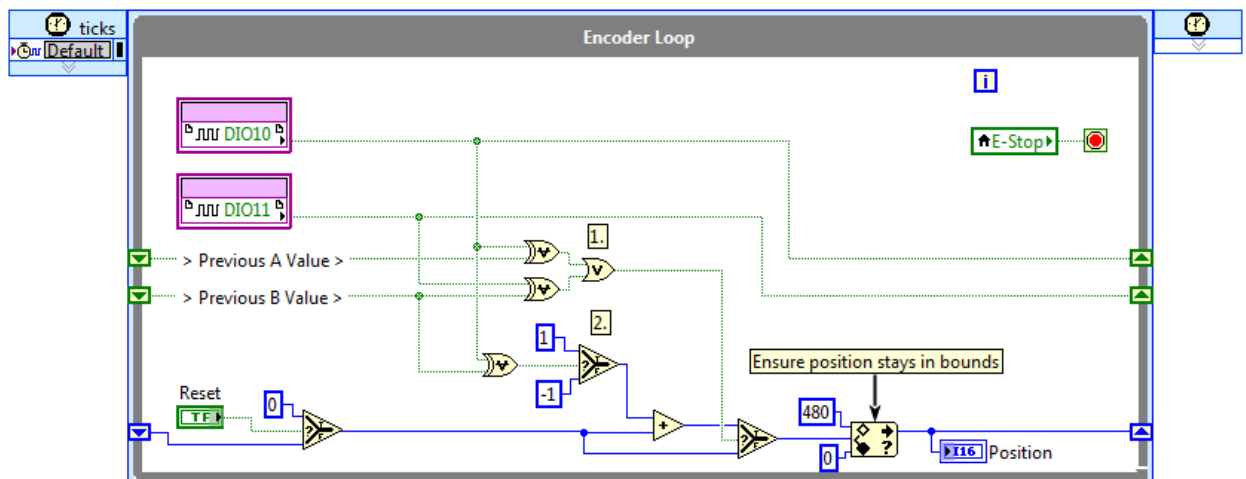 ticks
Default
Encoder Loop
i
DIO10
E-Stop
DIO11
1.
> Previous A Value >
> Previous B Value >
2.
1
?
T
F
Ensure position stays in bounds
-1
Reset
0
480
TF
?
F
+
?
F
?
0
I16
Position